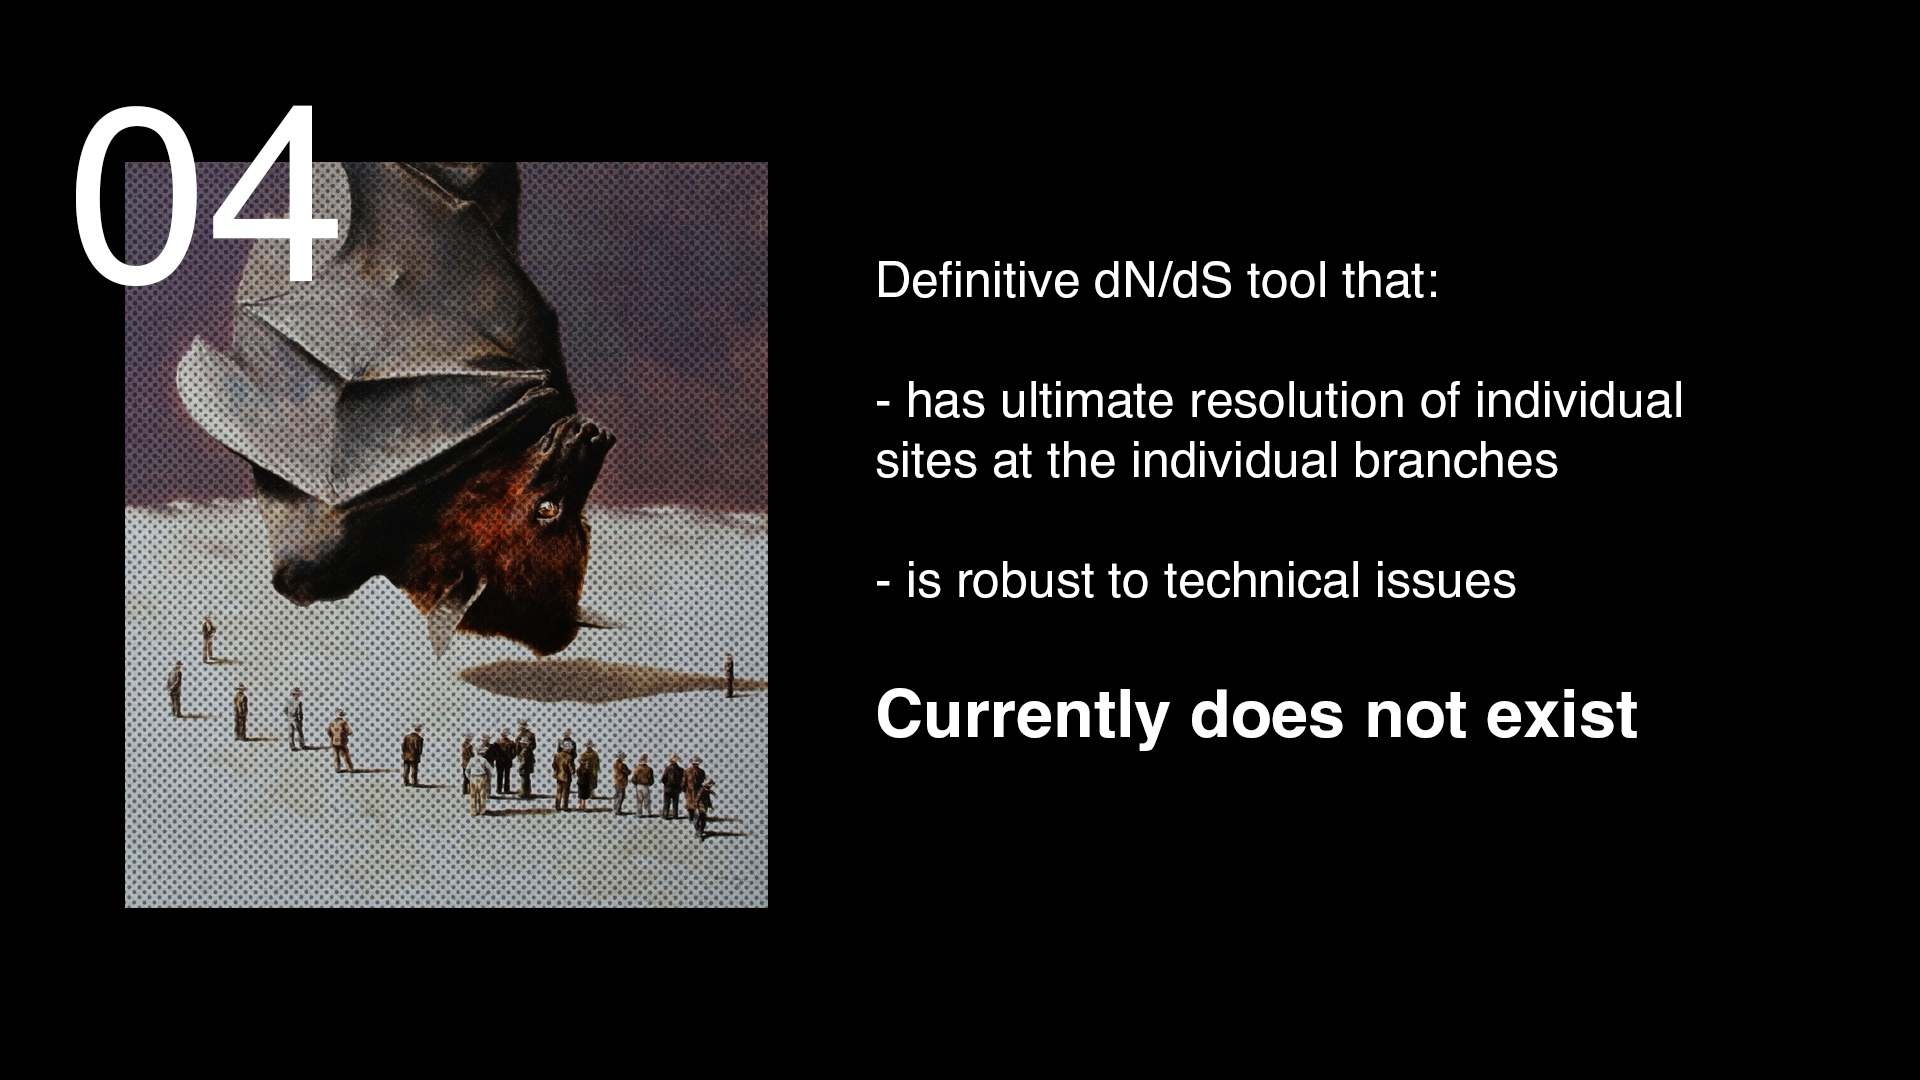 04
Definitive dN/dS tool that:
- has ultimate resolution of individual
sites at the individual branches
- is robust to technical issues
Currently does not exist